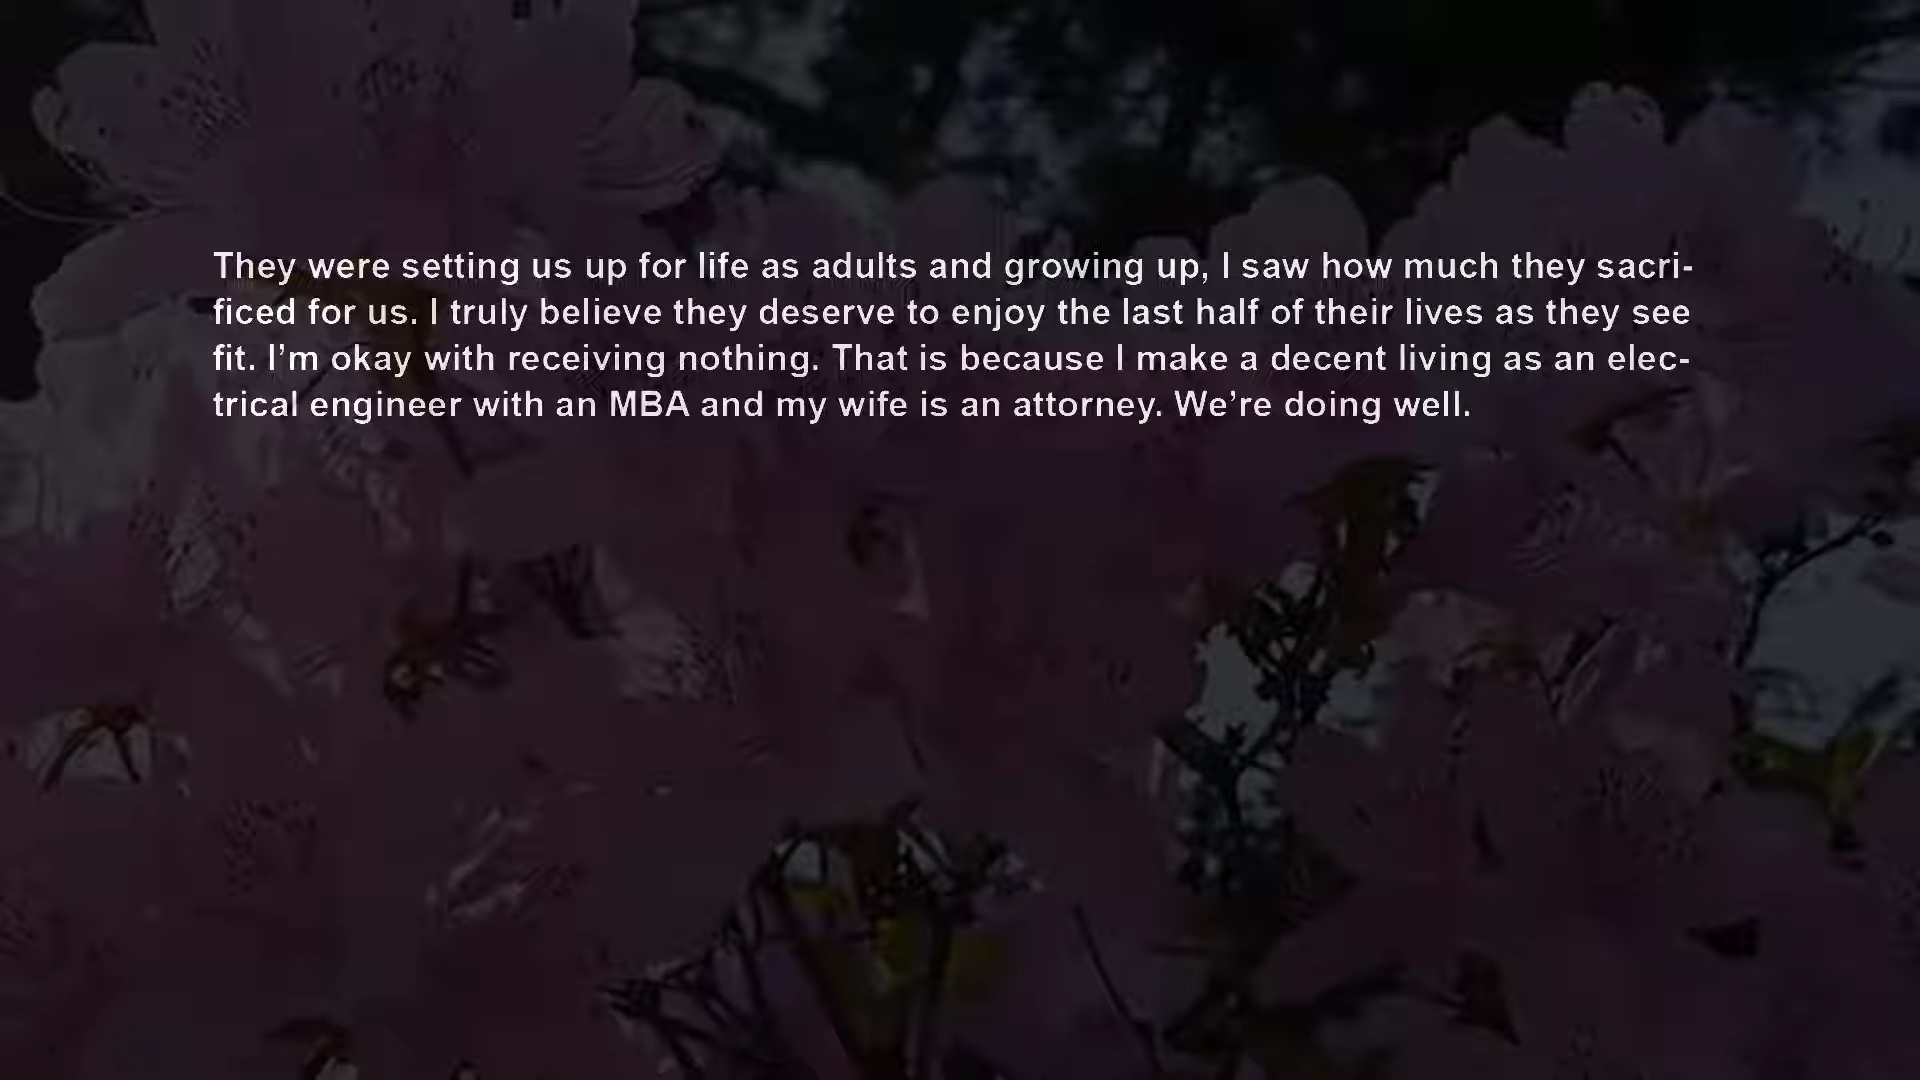 They were setting us up for life as adults and growing up, I saw how much they sacri-
ficed for us. I truly believe they deserve to enjoy the last half of their lives as they see
fit. I’m okay with receiving nothing. That is because I make a decent living as an elec-
trical engineer with an MBA and my wife is an attorney. We’re doing well.